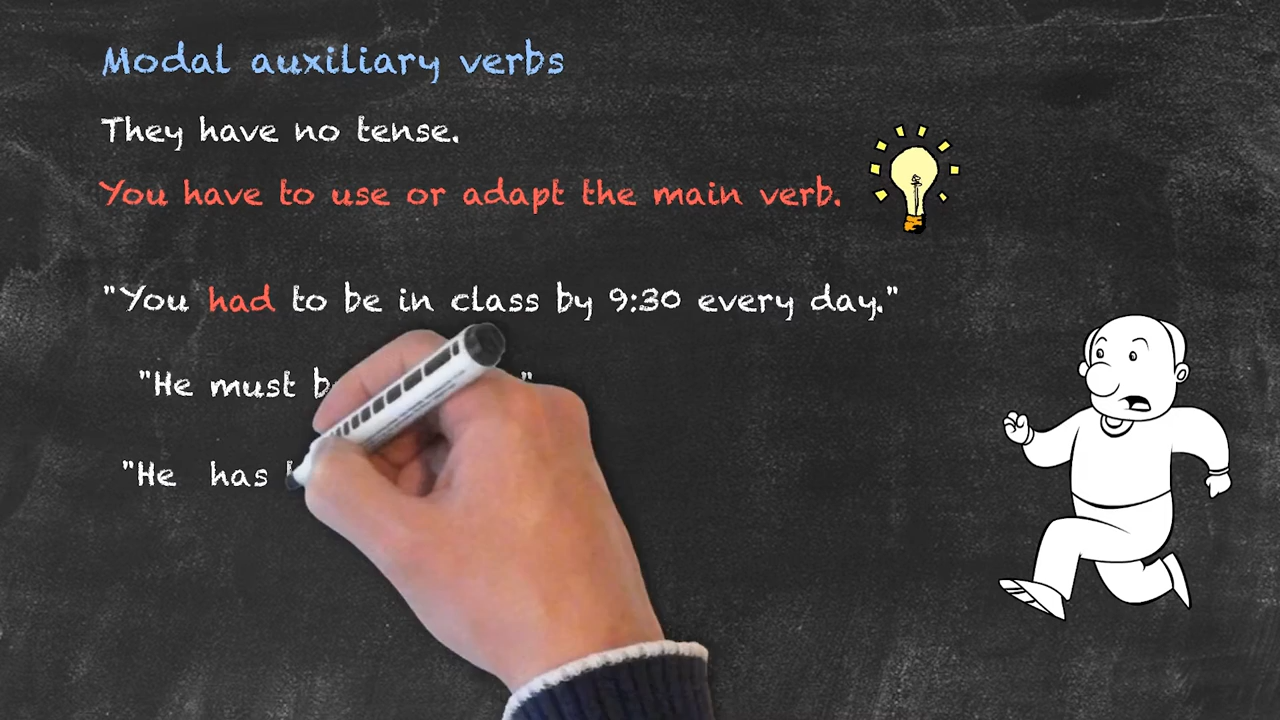 Modal auxiliary verbs
They have no tense.
You have to use or adapt the main verb.
"You had to be in class by 9:30 every day."
"He must "
"He has